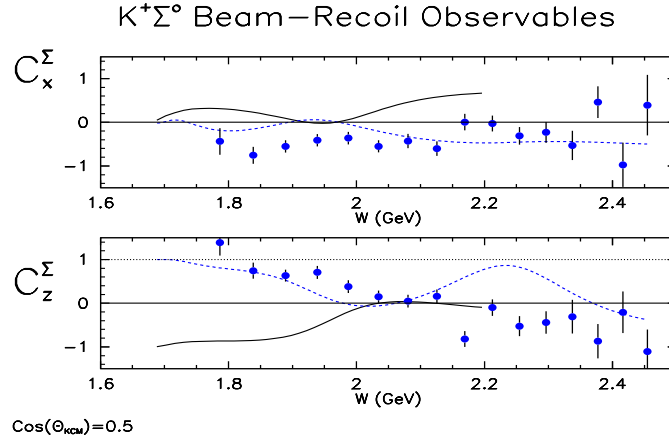 K⁺Σ⁰ Beam−Recoil Observables
C_x^Σ
1
0
−1
1.6 1.8 2 2.2 2.4
W (GeV)
C_z^Σ
1
0
−1
1.6 1.8 2 2.2 2.4
W (GeV)
Cos(Θ_KCM)=0.5